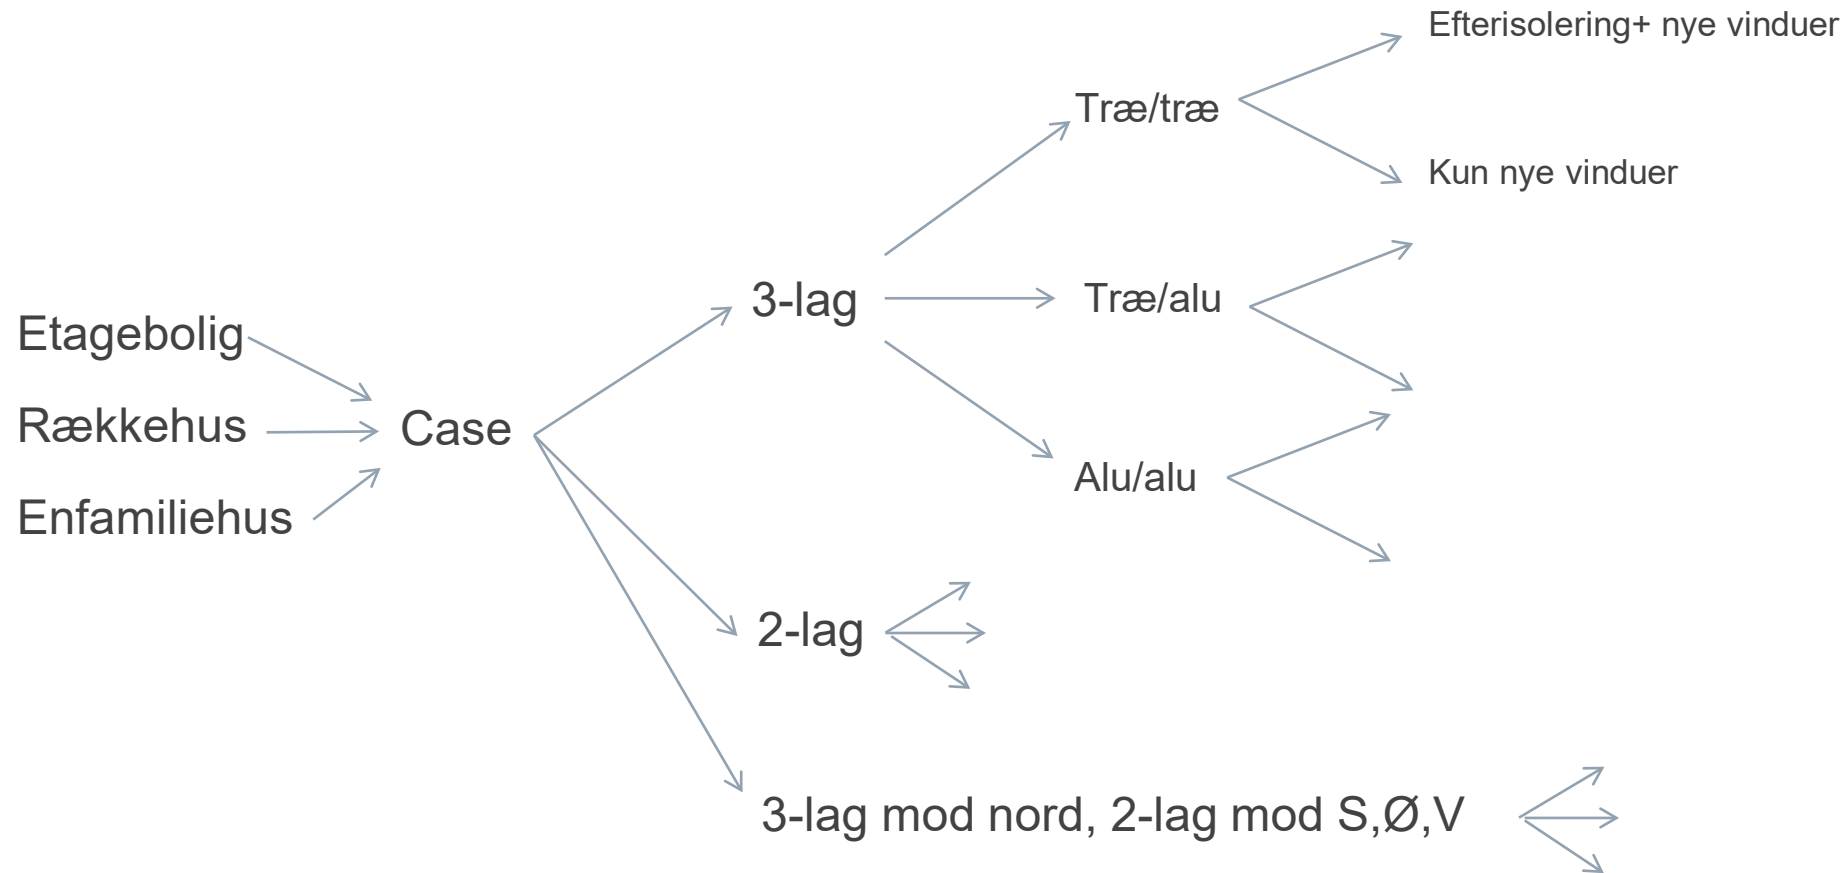 Efterisolering+ nye vinduer
Træ/træ
Kun nye vinduer
3-lag
Træ/alu
Etagebolig
Rækkehus
Case
Alu/alu
Enfamiliehus
2-lag
3-lag mod nord, 2-lag mod S,Ø,V